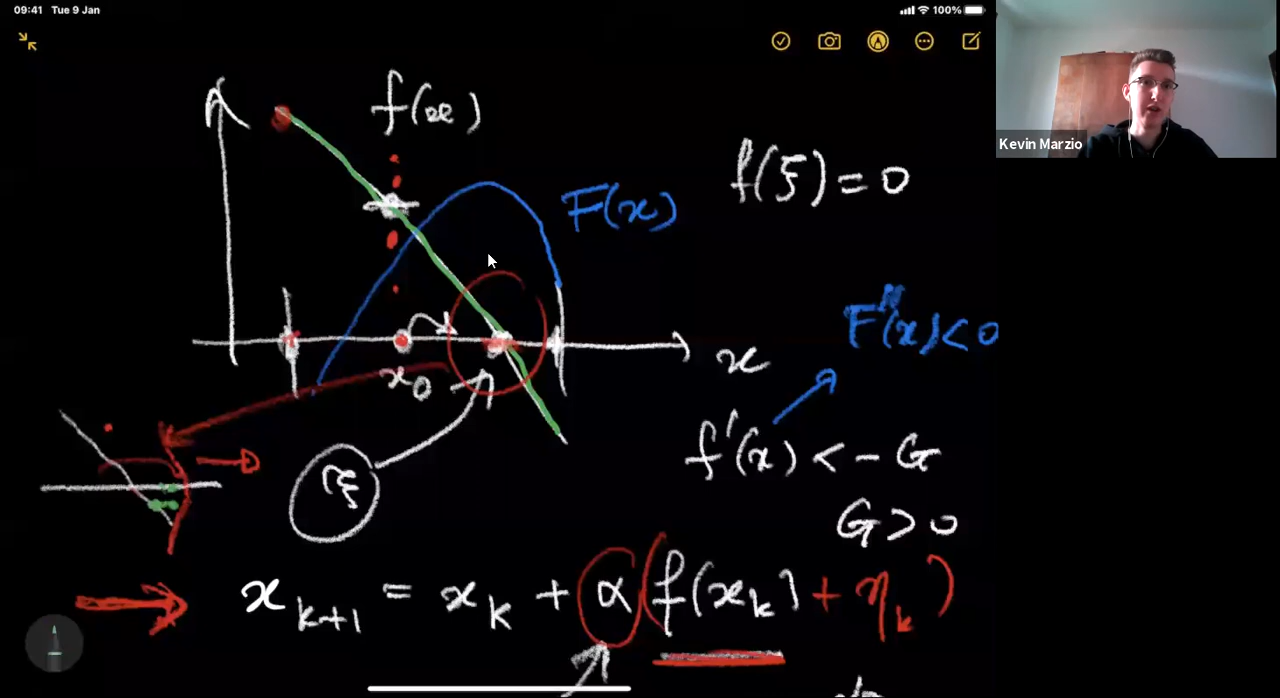 09:41 Tue 9 Jan
100%
Kevin Marzio
f(x)
f(ξ) = 0
F(x)
F''(x) < 0
x
x₀
f'(x) < - G
ξ
G > 0
x_{k+1} = x_k + α (f(x_k) + η_k)